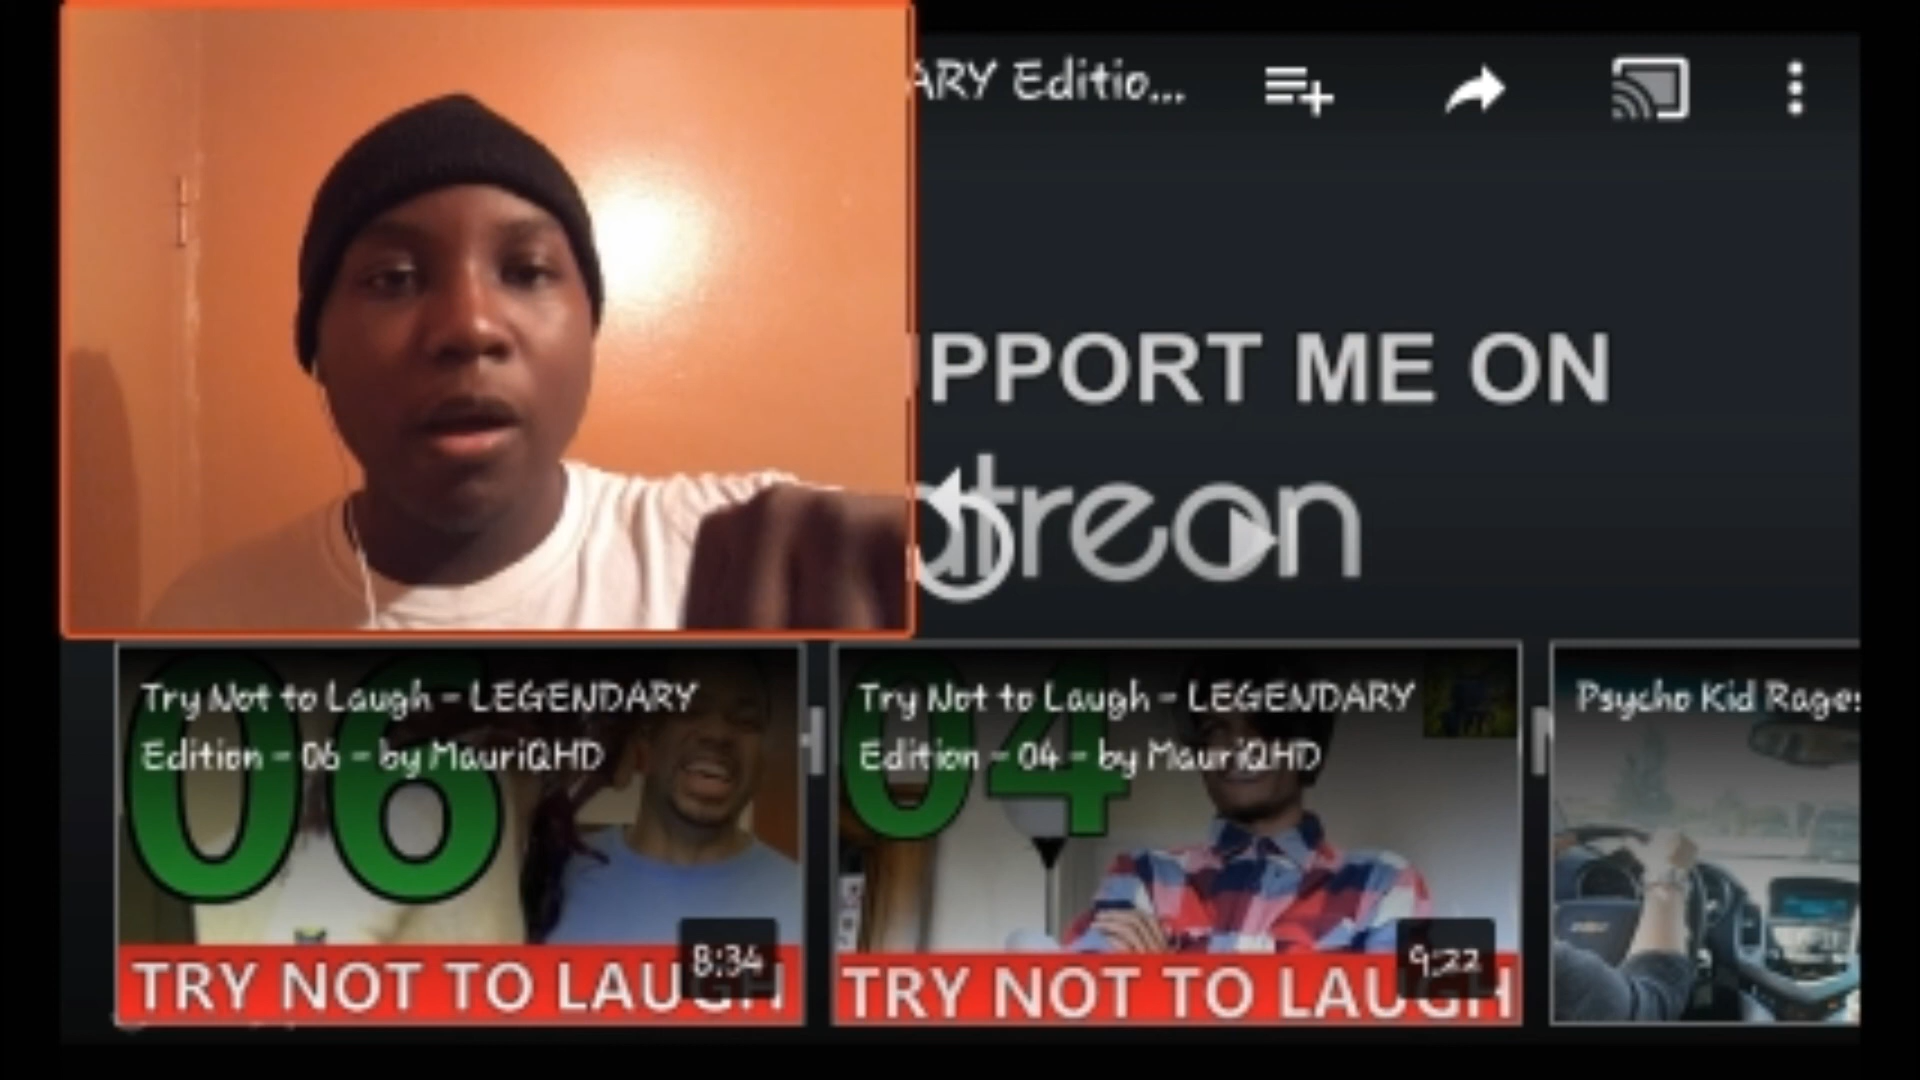 ARY Editio...
PPORT ME ON
atreon
Try Not to Laugh - LEGENDARY
Edition - 06 - by MauriQHD
06
8:34
TRY NOT TO LAUGH
Try Not to Laugh - LEGENDARY
Edition - 04 - by MauriQHD
04
9:22
TRY NOT TO LAUGH
Psycho Kid Rages